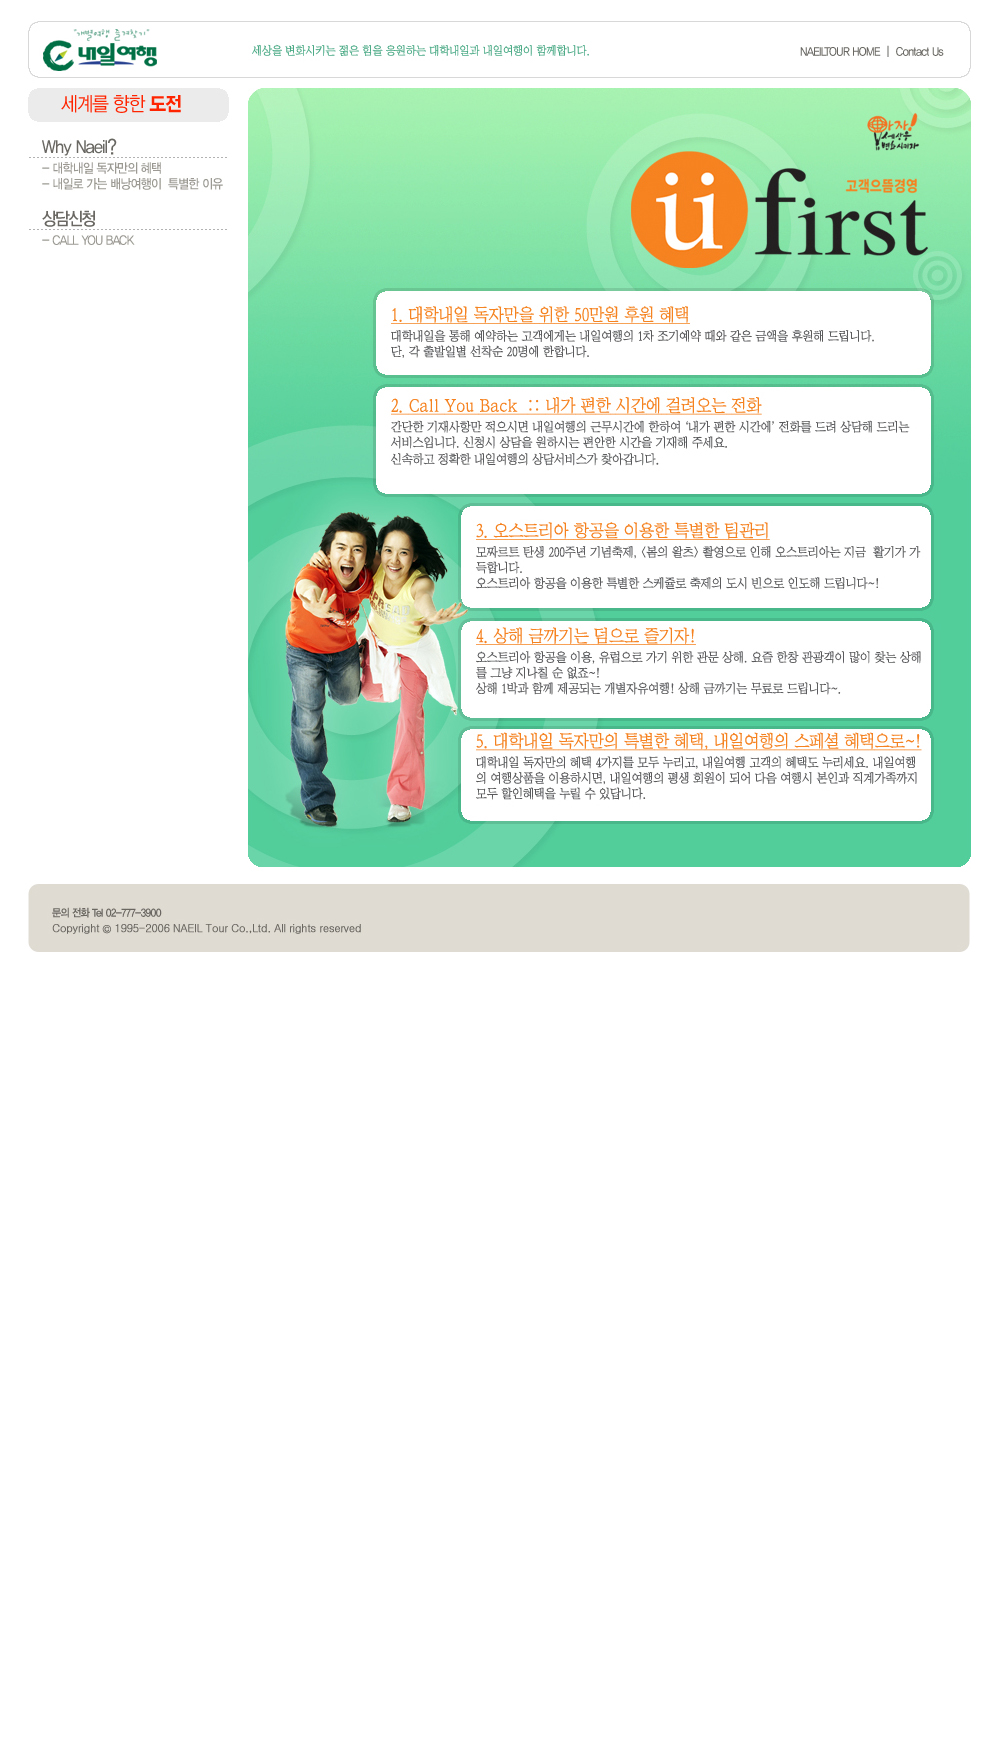 "개별여행 즐겨찾기"
내일여행
세상을 변화시키는 젊은 힘을 응원하는 대학내일과 내일여행이 함께합니다.
NAEILTOUR HOME | Contact Us
세계를 향한 도전
Why Naeil?
- 대학내일 독자만의 혜택
- 내일로 가는 배낭여행이 특별한 이유
상담신청
- CALL YOU BACK
아자!
세상을
변화시키자
고객으뜸경영
ü first
1. 대학내일 독자만을 위한 50만원 후원 혜택
대학내일을 통해 예약하는 고객에게는 내일여행의 1차 조기예약 때와 같은 금액을 후원해 드립니다.
단, 각 출발일별 선착순 20명에 한합니다.
2. Call You Back :: 내가 편한 시간에 걸려오는 전화
간단한 기재사항만 적으시면 내일여행의 근무시간에 한하여 '내가 편한 시간에' 전화를 드려 상담해 드리는
서비스입니다. 신청시 상담을 원하시는 편안한 시간을 기재해 주세요.
신속하고 정확한 내일여행의 상담서비스가 찾아갑니다.
3. 오스트리아 항공을 이용한 특별한 팀관리
모짜르트 탄생 200주년 기념축제, <봄의 왈츠> 촬영으로 인해 오스트리아는 지금 활기가 가
득합니다.
오스트리아 항공을 이용한 특별한 스케쥴로 축제의 도시 빈으로 인도해 드립니다~!
4. 상해 금까기는 덤으로 즐기자!
오스트리아 항공을 이용, 유럽으로 가기 위한 관문 상해. 요즘 한창 관광객이 많이 찾는 상해
를 그냥 지나칠 순 없죠~!
상해 1박과 함께 제공되는 개별자유여행! 상해 금까기는 무료로 드립니다~.
5. 대학내일 독자만의 특별한 혜택, 내일여행의 스페셜 혜택으로~!
대학내일 독자만의 혜택 4가지를 모두 누리고, 내일여행 고객의 혜택도 누리세요. 내일여행
의 여행상품을 이용하시면, 내일여행의 평생 회원이 되어 다음 여행시 본인과 직계가족까지
모두 할인혜택을 누릴 수 있답니다.
문의 전화 Tel 02-777-3900
Copyright @ 1995-2006 NAEIL Tour Co.,Ltd. All rights reserved